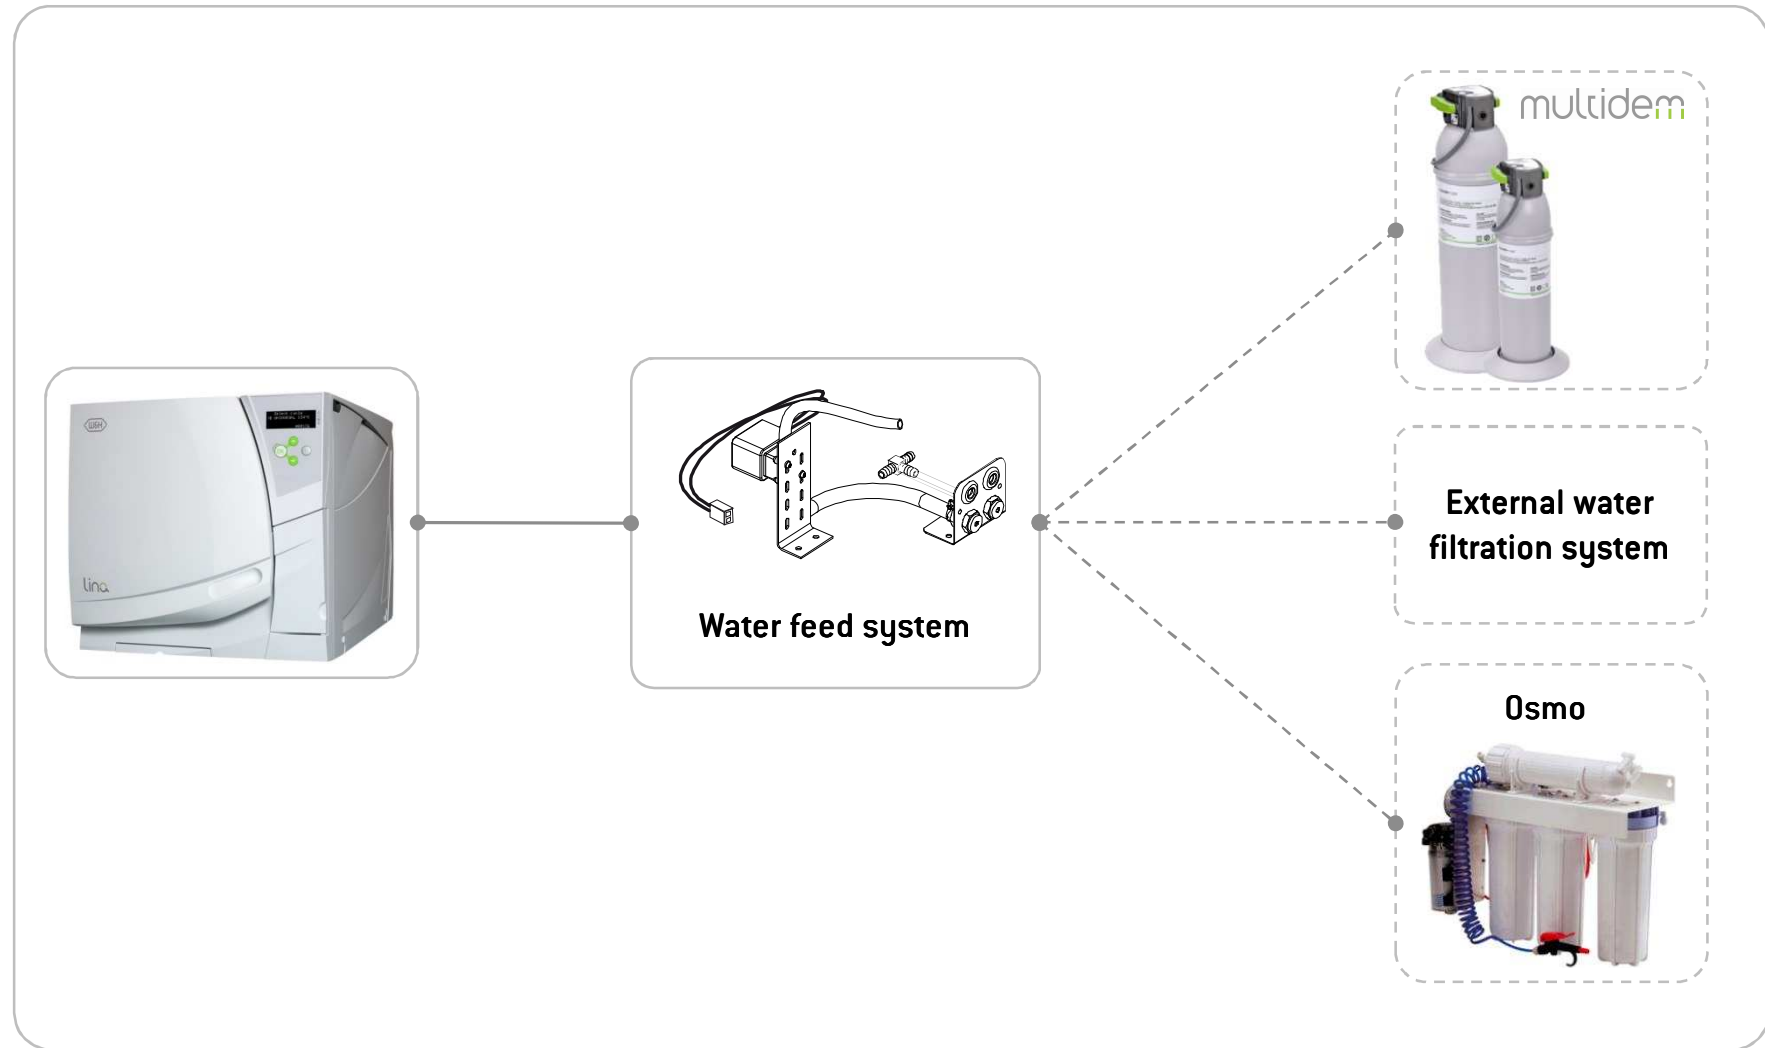 multidem
W&H
lina
Water feed system
External water
filtration system
Osmo